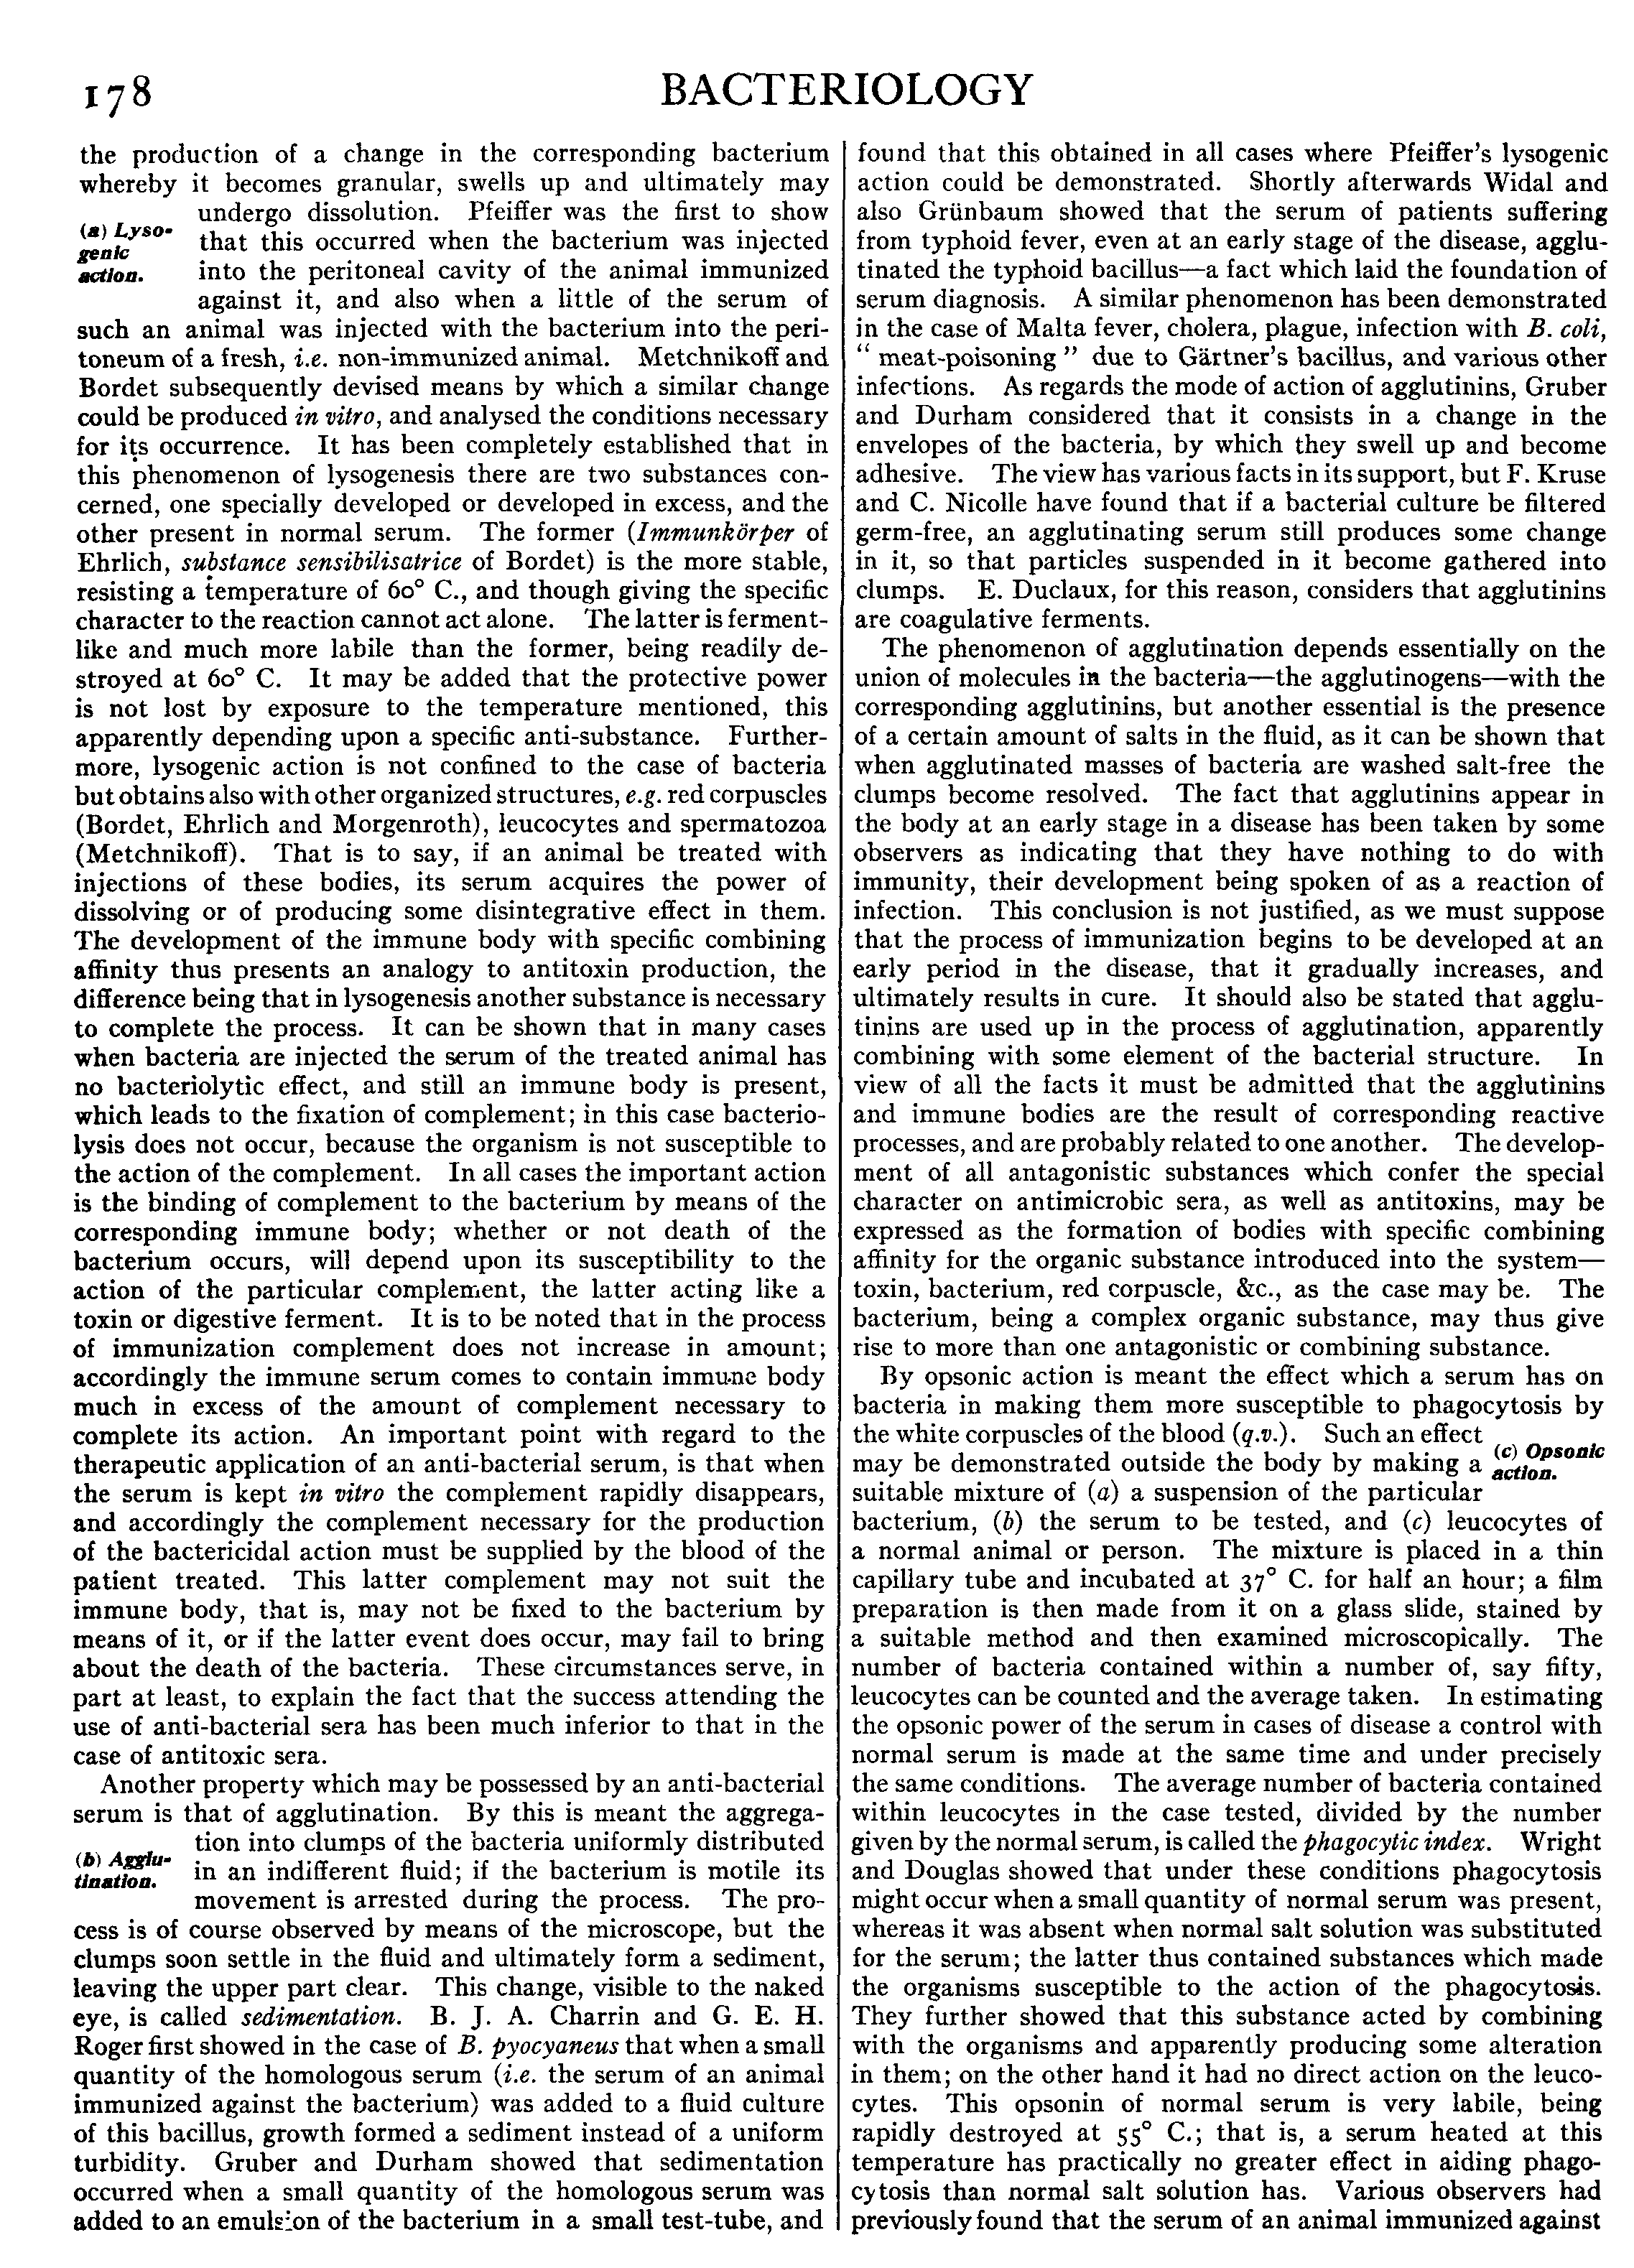 178
BACTERIOLOGY
the production of a change in the corresponding bacterium
whereby it becomes granular, swells up and ultimately may
undergo dissolution. Pfeiffer was the first to show
(a) Lyso-
genic
action.
that this occurred when the bacterium was injected
into the peritoneal cavity of the animal immunized
against it, and also when a little of the serum of
such an animal was injected with the bacterium into the peri-
toneum of a fresh, i.e. non-immunized animal. Metchnikoff and
Bordet subsequently devised means by which a similar change
could be produced in vitro, and analysed the conditions necessary
for its occurrence. It has been completely established that in
this phenomenon of lysogenesis there are two substances con-
cerned, one specially developed or developed in excess, and the
other present in normal serum. The former (Immunkörper of
Ehrlich, substance sensibilisatrice of Bordet) is the more stable,
resisting a temperature of 60° C., and though giving the specific
character to the reaction cannot act alone. The latter is ferment-
like and much more labile than the former, being readily de-
stroyed at 60° C. It may be added that the protective power
is not lost by exposure to the temperature mentioned, this
apparently depending upon a specific anti-substance. Further-
more, lysogenic action is not confined to the case of bacteria
but obtains also with other organized structures, e.g. red corpuscles
(Bordet, Ehrlich and Morgenroth), leucocytes and spermatozoa
(Metchnikoff). That is to say, if an animal be treated with
injections of these bodies, its serum acquires the power of
dissolving or of producing some disintegrative effect in them.
The development of the immune body with specific combining
affinity thus presents an analogy to antitoxin production, the
difference being that in lysogenesis another substance is necessary
to complete the process. It can be shown that in many cases
when bacteria are injected the serum of the treated animal has
no bacteriolytic effect, and still an immune body is present,
which leads to the fixation of complement; in this case bacterio-
lysis does not occur, because the organism is not susceptible to
the action of the complement. In all cases the important action
is the binding of complement to the bacterium by means of the
corresponding immune body; whether or not death of the
bacterium occurs, will depend upon its susceptibility to the
action of the particular complement, the latter acting like a
toxin or digestive ferment. It is to be noted that in the process
of immunization complement does not increase in amount;
accordingly the immune serum comes to contain immune body
much in excess of the amount of complement necessary to
complete its action. An important point with regard to the
therapeutic application of an anti-bacterial serum, is that when
the serum is kept in vitro the complement rapidly disappears,
and accordingly the complement necessary for the production
of the bactericidal action must be supplied by the blood of the
patient treated. This latter complement may not suit the
immune body, that is, may not be fixed to the bacterium by
means of it, or if the latter event does occur, may fail to bring
about the death of the bacteria. These circumstances serve, in
part at least, to explain the fact that the success attending the
use of anti-bacterial sera has been much inferior to that in the
case of antitoxic sera.
Another property which may be possessed by an anti-bacterial
serum is that of agglutination. By this is meant the aggrega-
tion into clumps of the bacteria uniformly distributed
(b) Agglu-
tination.
in an indifferent fluid; if the bacterium is motile its
movement is arrested during the process. The pro-
cess is of course observed by means of the microscope, but the
clumps soon settle in the fluid and ultimately form a sediment,
leaving the upper part clear. This change, visible to the naked
eye, is called sedimentation. B. J. A. Charrin and G. E. H.
Roger first showed in the case of B. pyocyaneus that when a small
quantity of the homologous serum (i.e. the serum of an animal
immunized against the bacterium) was added to a fluid culture
of this bacillus, growth formed a sediment instead of a uniform
turbidity. Gruber and Durham showed that sedimentation
occurred when a small quantity of the homologous serum was
added to an emulsion of the bacterium in a small test-tube, and
found that this obtained in all cases where Pfeiffer's lysogenic
action could be demonstrated. Shortly afterwards Widal and
also Grünbaum showed that the serum of patients suffering
from typhoid fever, even at an early stage of the disease, agglu-
tinated the typhoid bacillus—a fact which laid the foundation of
serum diagnosis. A similar phenomenon has been demonstrated
in the case of Malta fever, cholera, plague, infection with B. coli,
“ meat-poisoning ” due to Gärtner's bacillus, and various other
infections. As regards the mode of action of agglutinins, Gruber
and Durham considered that it consists in a change in the
envelopes of the bacteria, by which they swell up and become
adhesive. The view has various facts in its support, but F. Kruse
and C. Nicolle have found that if a bacterial culture be filtered
germ-free, an agglutinating serum still produces some change
in it, so that particles suspended in it become gathered into
clumps. E. Duclaux, for this reason, considers that agglutinins
are coagulative ferments.
The phenomenon of agglutination depends essentially on the
union of molecules in the bacteria—the agglutinogens—with the
corresponding agglutinins, but another essential is the presence
of a certain amount of salts in the fluid, as it can be shown that
when agglutinated masses of bacteria are washed salt-free the
clumps become resolved. The fact that agglutinins appear in
the body at an early stage in a disease has been taken by some
observers as indicating that they have nothing to do with
immunity, their development being spoken of as a reaction of
infection. This conclusion is not justified, as we must suppose
that the process of immunization begins to be developed at an
early period in the disease, that it gradually increases, and
ultimately results in cure. It should also be stated that agglu-
tinins are used up in the process of agglutination, apparently
combining with some element of the bacterial structure. In
view of all the facts it must be admitted that the agglutinins
and immune bodies are the result of corresponding reactive
processes, and are probably related to one another. The develop-
ment of all antagonistic substances which confer the special
character on antimicrobic sera, as well as antitoxins, may be
expressed as the formation of bodies with specific combining
affinity for the organic substance introduced into the system—
toxin, bacterium, red corpuscle, &c., as the case may be. The
bacterium, being a complex organic substance, may thus give
rise to more than one antagonistic or combining substance.
By opsonic action is meant the effect which a serum has on
bacteria in making them more susceptible to phagocytosis by
the white corpuscles of the blood (q.v.). Such an effect
(c) Opsonic
action.
may be demonstrated outside the body by making a
suitable mixture of (a) a suspension of the particular
bacterium, (b) the serum to be tested, and (c) leucocytes of
a normal animal or person. The mixture is placed in a thin
capillary tube and incubated at 37° C. for half an hour; a film
preparation is then made from it on a glass slide, stained by
a suitable method and then examined microscopically. The
number of bacteria contained within a number of, say fifty,
leucocytes can be counted and the average taken. In estimating
the opsonic power of the serum in cases of disease a control with
normal serum is made at the same time and under precisely
the same conditions. The average number of bacteria contained
within leucocytes in the case tested, divided by the number
given by the normal serum, is called the phagocytic index. Wright
and Douglas showed that under these conditions phagocytosis
might occur when a small quantity of normal serum was present,
whereas it was absent when normal salt solution was substituted
for the serum; the latter thus contained substances which made
the organisms susceptible to the action of the phagocytosis.
They further showed that this substance acted by combining
with the organisms and apparently producing some alteration
in them; on the other hand it had no direct action on the leuco-
cytes. This opsonin of normal serum is very labile, being
rapidly destroyed at 55° C.; that is, a serum heated at this
temperature has practically no greater effect in aiding phago-
cytosis than normal salt solution has. Various observers had
previously found that the serum of an animal immunized against